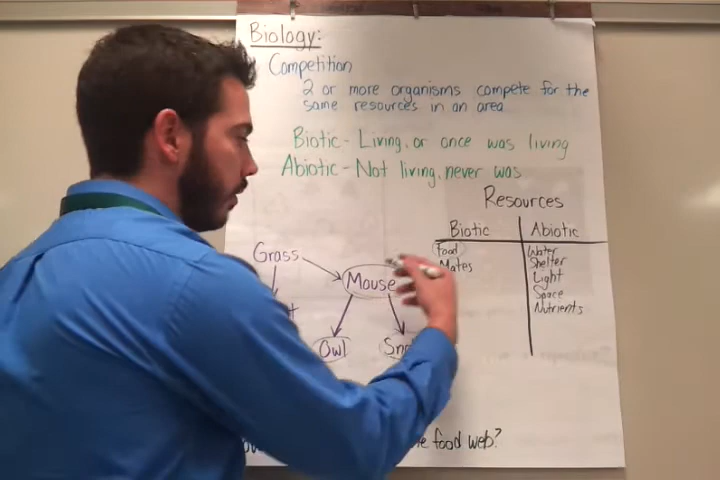 Biology:
Competition
2 or more organisms compete for the
same resources in an area
Biotic - Living, or once was living
Abiotic - Not living, never was
Resources
Biotic Abiotic
Food Water
Mates Shelter
Light
Space
Nutrients
Grass
Mouse
Owl
food web?